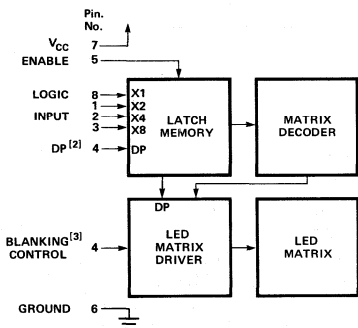 Pin.
No.
VCC 7
ENABLE 5
LOGIC 8 X1
1 X2
INPUT 2 X4
3 X8
DP[2] 4 DP
LATCH
MEMORY
MATRIX
DECODER
DP
BLANKING[3]
CONTROL 4
LED
MATRIX
DRIVER
LED
MATRIX
GROUND 6